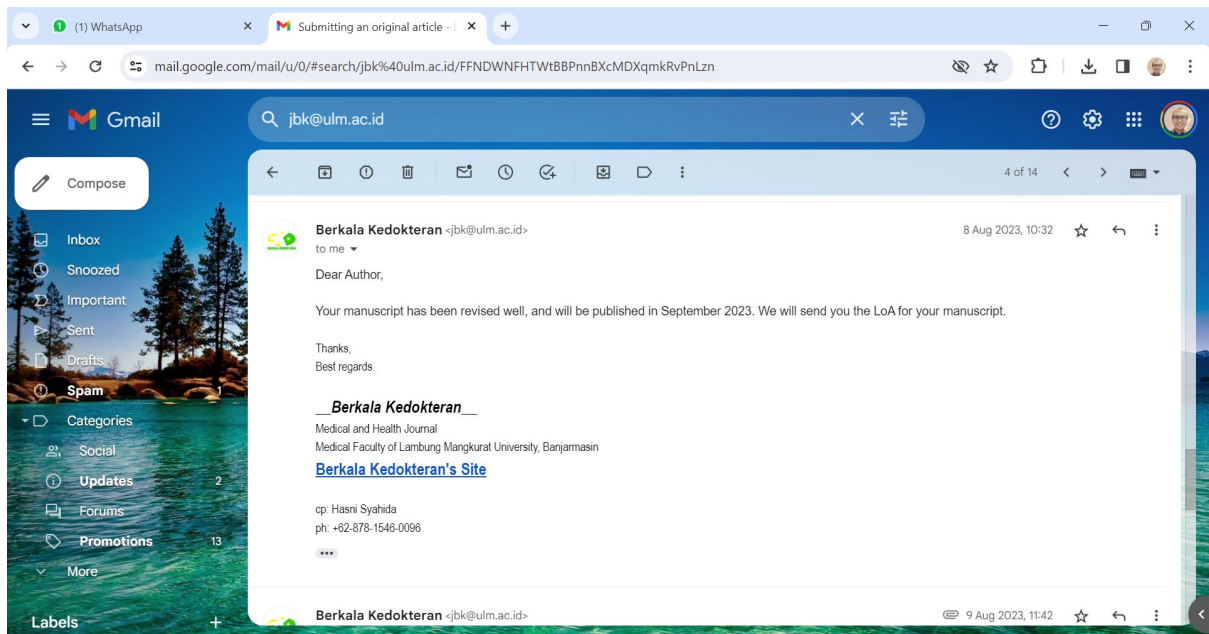 (1) WhatsApp
Submitting an original article -
mail.google.com/mail/u/0/#search/jbk%40ulm.ac.id/FFNDWNFHTWtBBPnnBXcMDXqmkRvPnLzn
Gmail
jbk@ulm.ac.id
Compose
4 of 14
Inbox
Snoozed
Important
Sent
Drafts
Spam 1
Categories
Social
Updates 2
Forums
Promotions 13
More
Labels
Berkala Kedokteran <jbk@ulm.ac.id> 8 Aug 2023, 10:32
to me
Dear Author,
Your manuscript has been revised well, and will be published in September 2023. We will send you the LoA for your manuscript.
Thanks,
Best regards.
__Berkala Kedokteran__
Medical and Health Journal
Medical Faculty of Lambung Mangkurat University, Banjarmasin
Berkala Kedokteran's Site
cp: Hasni Syahida
ph: +62-878-1546-0096
Berkala Kedokteran <jbk@ulm.ac.id> 9 Aug 2023, 11:42